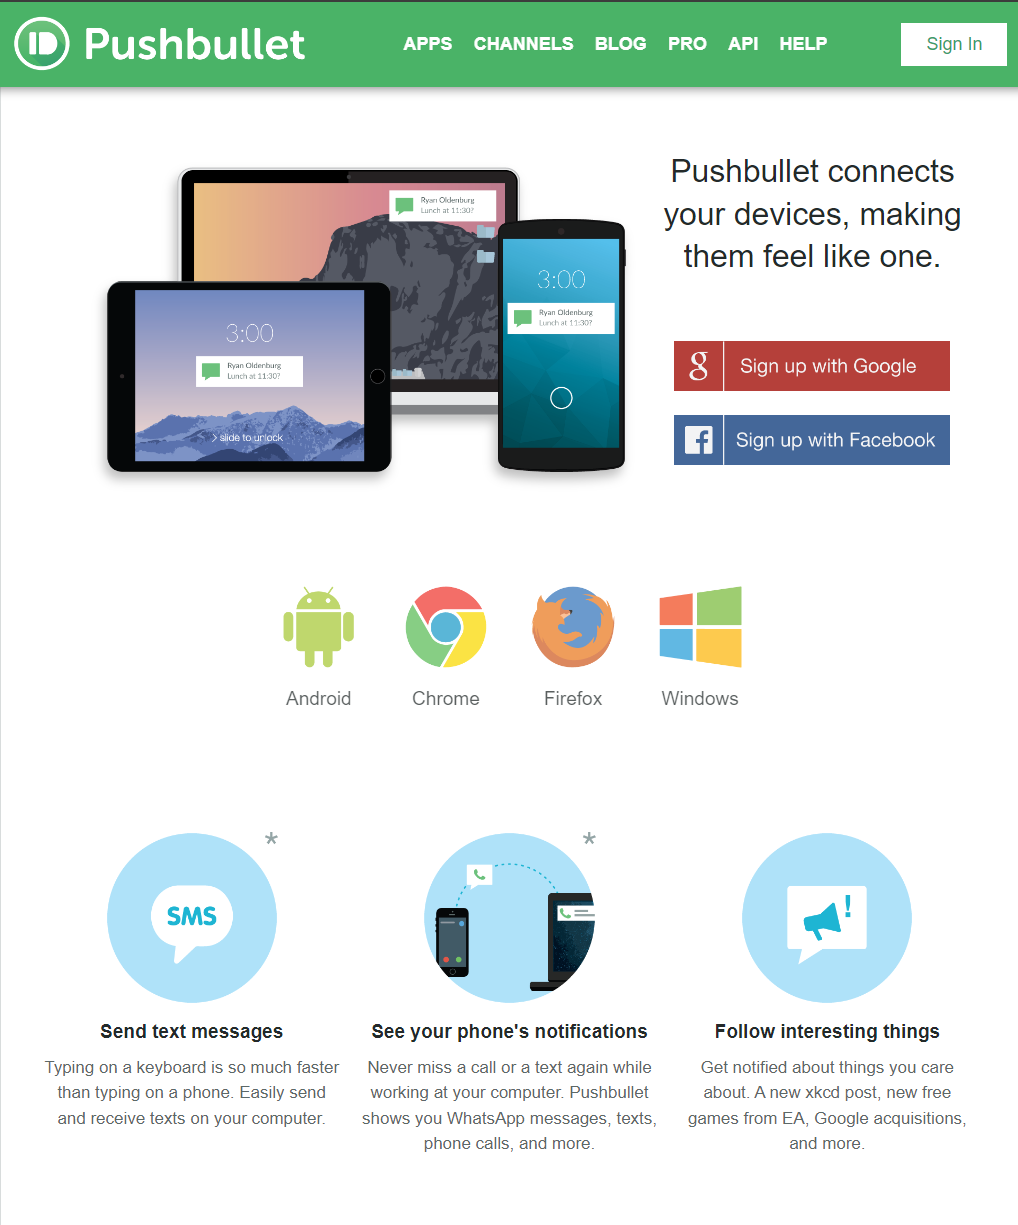 Pushbullet
APPS CHANNELS BLOG PRO API HELP
Sign In
Pushbullet connects
your devices, making
them feel like one.
Ryan Oldenburg
Lunch at 11:30?
3:00
Ryan Oldenburg
Lunch at 11:30?
3:00
Ryan Oldenburg
Lunch at 11:30?
> slide to unlock
g Sign up with Google
f Sign up with Facebook
Android
Chrome
Firefox
Windows
*
*
SMS
!
Send text messages
Typing on a keyboard is so much faster
than typing on a phone. Easily send
and receive texts on your computer.
See your phone's notifications
Never miss a call or a text again while
working at your computer. Pushbullet
shows you WhatsApp messages, texts,
phone calls, and more.
Follow interesting things
Get notified about things you care
about. A new xkcd post, new free
games from EA, Google acquisitions,
and more.